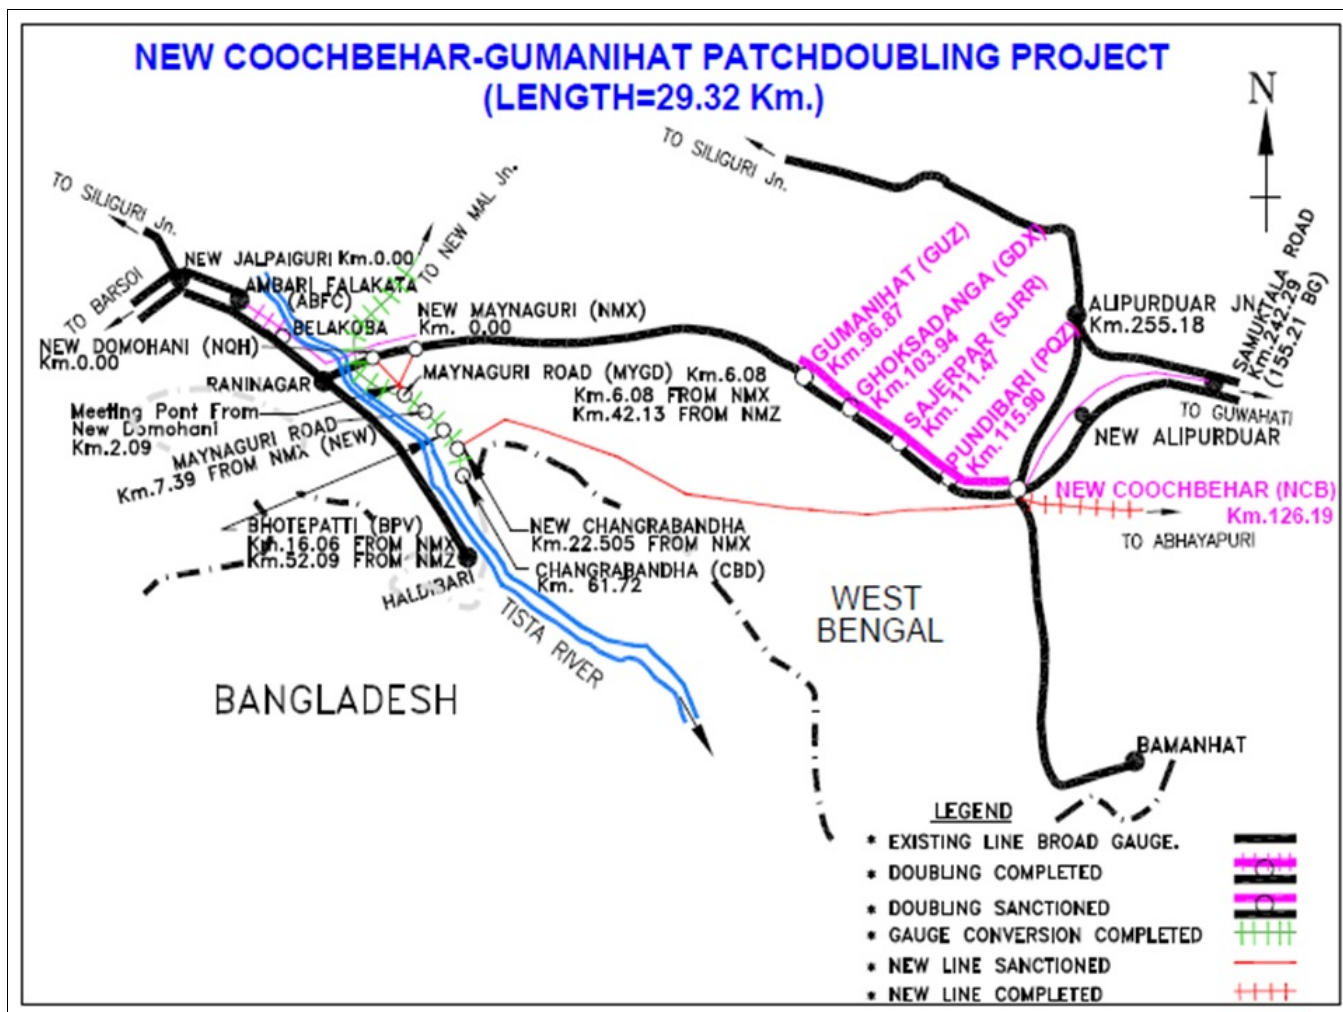 NEW COOCHBEHAR-GUMANIHAT PATCHDOUBLING PROJECT
(LENGTH=29.32 Km.)
N
TO SILIGURI Jn.
TO SILIGURI Jn.
TO NEW MAL Jn.
TO BARSOI
NEW JALPAIGURI Km.0.00
AMBARI FALAKATA
(ABFC)
BELAKOBA
NEW DOMOHANI (NQH)
Km.0.00
RANINAGAR
NEW MAYNAGURI (NMX)
Km. 0.00
MAYNAGURI ROAD (MYGD) Km.6.08
Km.6.08 FROM NMX
Km.42.13 FROM NMZ
Meeting Pont From
New Domohani
Km.2.09
MAYNAGURI ROAD
Km.7.39 FROM NMX (NEW)
BHOTEPATTI (BPV)
Km.16.06 FROM NMX
Km.52.09 FROM NMZ
NEW CHANGRABANDHA
Km.22.505 FROM NMX
CHANGRABANDHA (CBD)
Km. 61.72
HALDIBARI
TISTA RIVER
BANGLADESH
WEST
BENGAL
GUMANIHAT (GUZ)
Km.96.87
GHOKSADANGA (GDX)
Km.103.94
SAJERPAR (SJRR)
Km.111.47
PUNDIBARI (PQZ)
Km.115.90
ALIPURDUAR JN.
Km.255.18
SAMUKTALA ROAD
Km.242.29
(155.21 BG)
TO GUWAHATI
NEW ALIPURDUAR
NEW COOCHBEHAR (NCB)
Km.126.19
TO ABHAYAPURI
BAMANHAT
LEGEND
* EXISTING LINE BROAD GAUGE.
* DOUBLING COMPLETED
* DOUBLING SANCTIONED
* GAUGE CONVERSION COMPLETED
* NEW LINE SANCTIONED
* NEW LINE COMPLETED